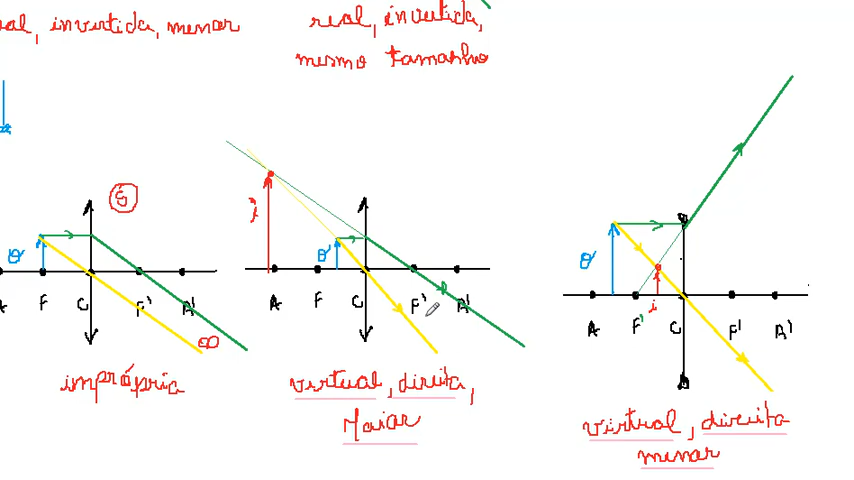 real, invertida,
al, invertida, menor
mesmo tamanho
5
i
o
o
o
i
A F C F' A'
A F C F' A'
A F' C F' A'
∞
imprópria
virtual, direita,
Maior
virtual, direita
menor